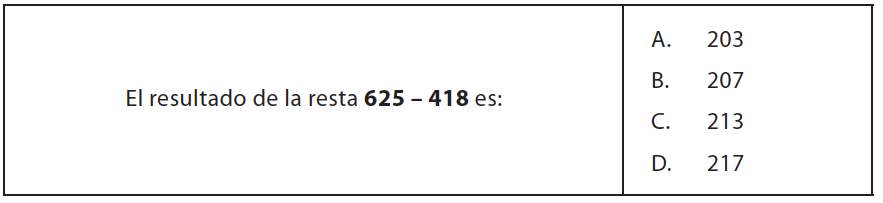 El resultado de la resta 625 – 418 es:
A. 203
B. 207
C. 213
D. 217